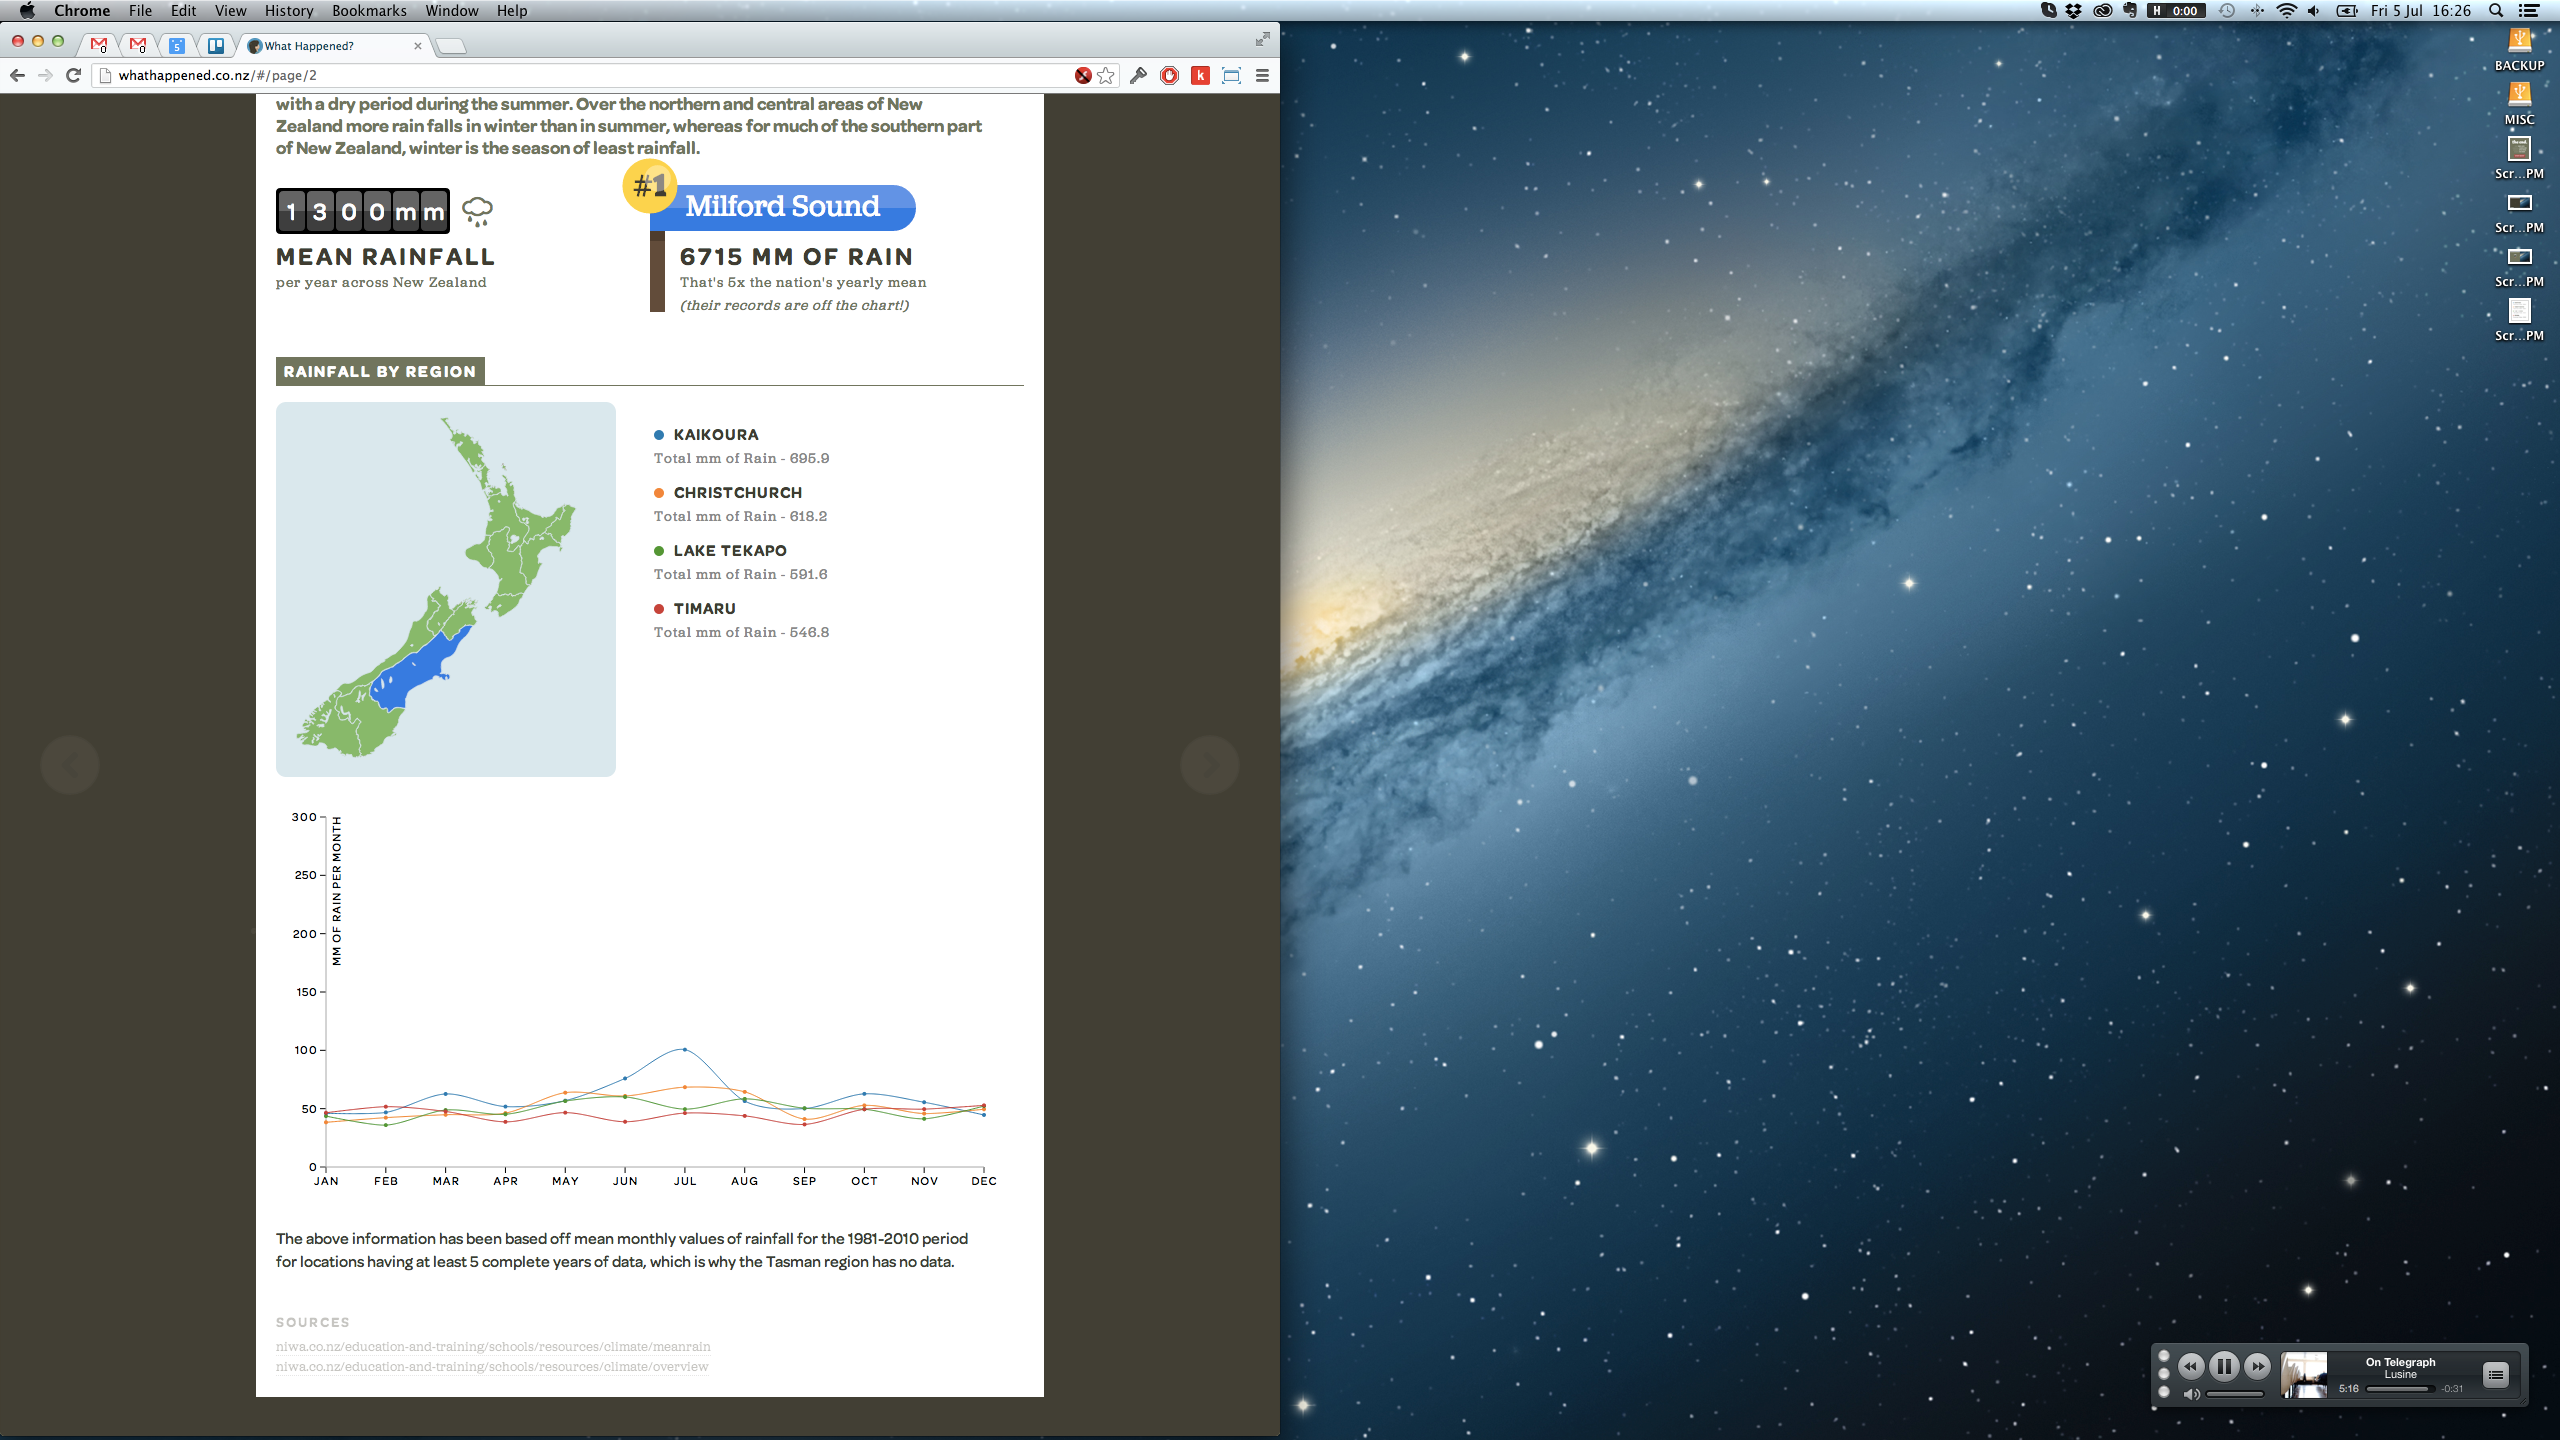 Chrome File Edit View History Bookmarks Window Help
H 0:00 Fri 5 Jul 16:26
What Happened?
whathappened.co.nz/#/page/2
with a dry period during the summer. Over the northern and central areas of New
Zealand more rain falls in winter than in summer, whereas for much of the southern part
of New Zealand, winter is the season of least rainfall.
1300mm
MEAN RAINFALL
per year across New Zealand
#1
Milford Sound
6715 MM OF RAIN
That's 5x the nation's yearly mean
(their records are off the chart!)
RAINFALL BY REGION
KAIKOURA
Total mm of Rain - 695.9
CHRISTCHURCH
Total mm of Rain - 618.2
LAKE TEKAPO
Total mm of Rain - 591.6
TIMARU
Total mm of Rain - 546.8
MM OF RAIN PER MONTH
300
250
200
150
100
50
0
JAN FEB MAR APR MAY JUN JUL AUG SEP OCT NOV DEC
The above information has been based off mean monthly values of rainfall for the 1981-2010 period
for locations having at least 5 complete years of data, which is why the Tasman region has no data.
SOURCES
niwa.co.nz/education-and-training/schools/resources/climate/meanrain
niwa.co.nz/education-and-training/schools/resources/climate/overview
BACKUP
MISC
Scr...PM
Scr...PM
Scr...PM
Scr...PM
On Telegraph
Lusine
5:16 -0:31